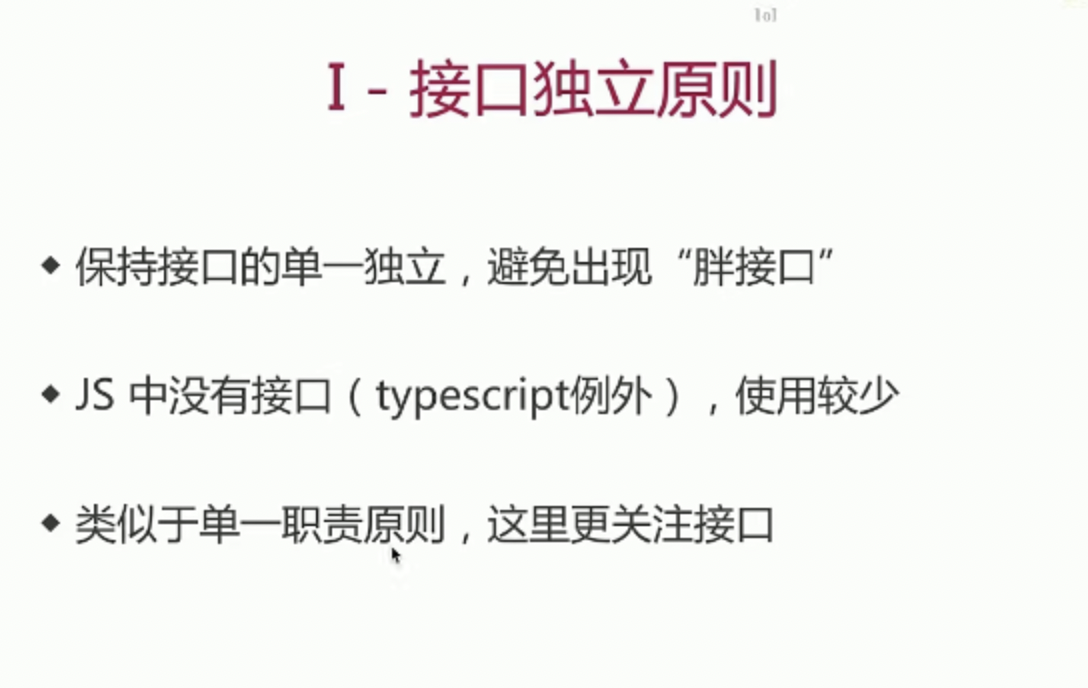 I - 接口独立原则
保持接口的单一独立，避免出现“胖接口”
JS 中没有接口（typescript例外），使用较少
类似于单一职责原则，这里更关注接口